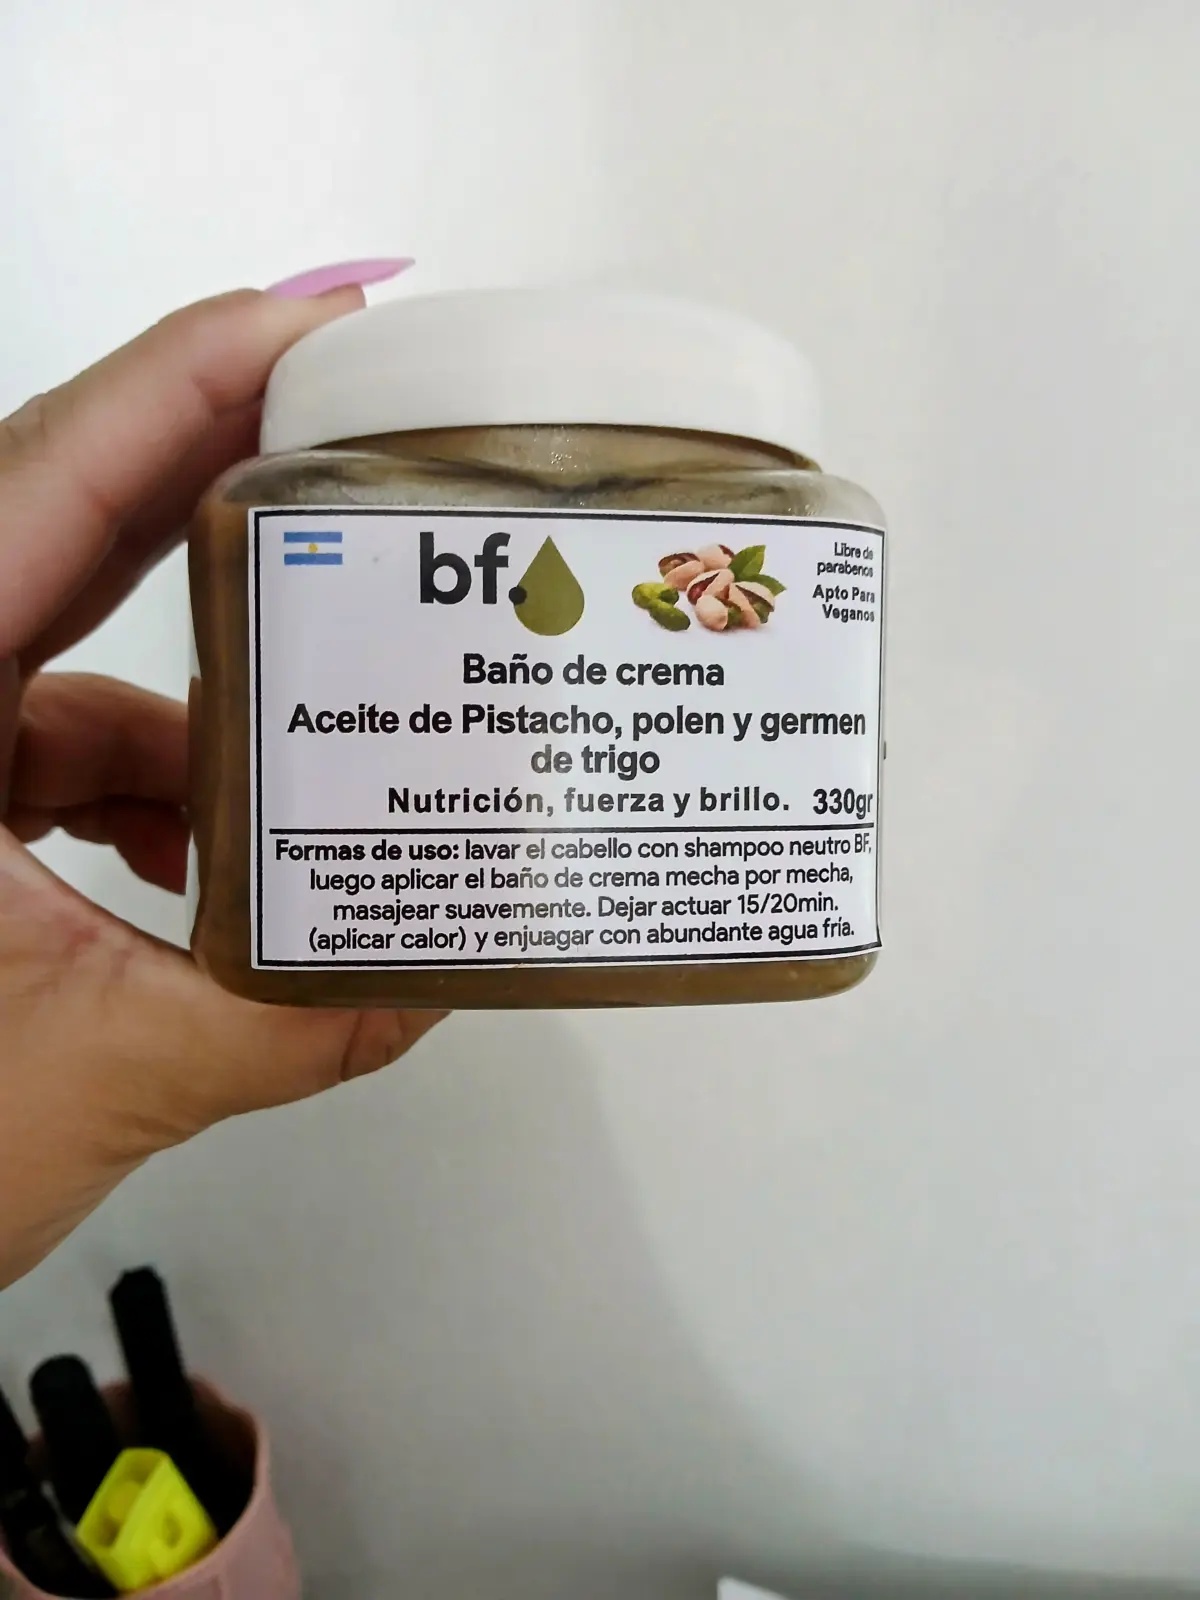 bf.
Libre de
parabenos
Apto Para
Veganos
Baño de crema
Aceite de Pistacho, polen y germen
de trigo
Nutrición, fuerza y brillo. 330gr
Formas de uso: lavar el cabello con shampoo neutro BF,
luego aplicar el baño de crema mecha por mecha,
masajear suavemente. Dejar actuar 15/20min.
(aplicar calor) y enjuagar con abundante agua fría.